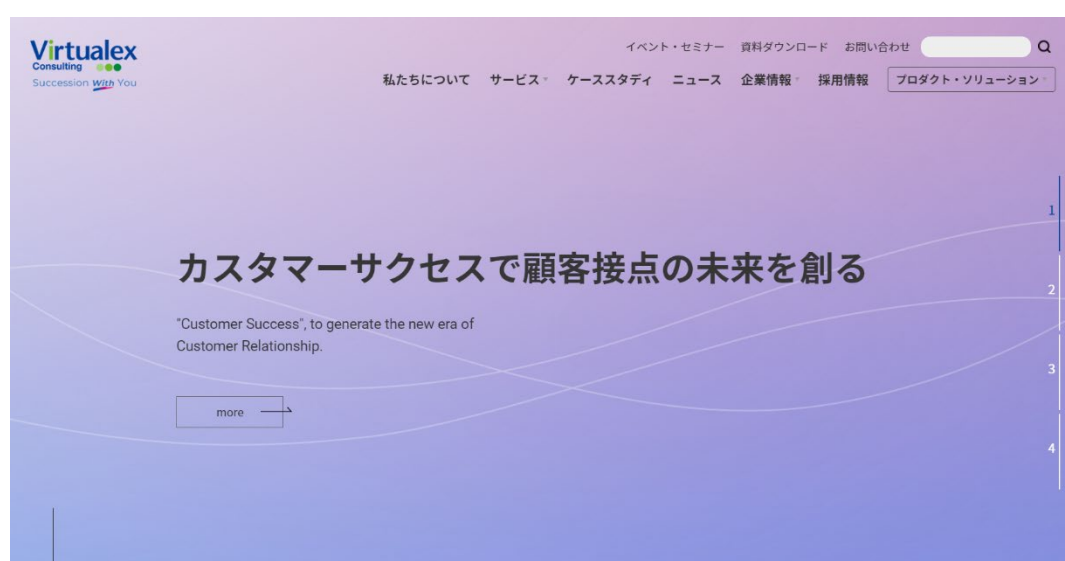 Virtualex
Consulting
Succession With You
イベント・セミナー 資料ダウンロード お問い合わせ
私たちについて サービス ケーススタディ ニュース 企業情報 採用情報 プロダクト・ソリューション
1
カスタマーサクセスで顧客接点の未来を創る
2
"Customer Success", to generate the new era of
Customer Relationship.
3
more
4